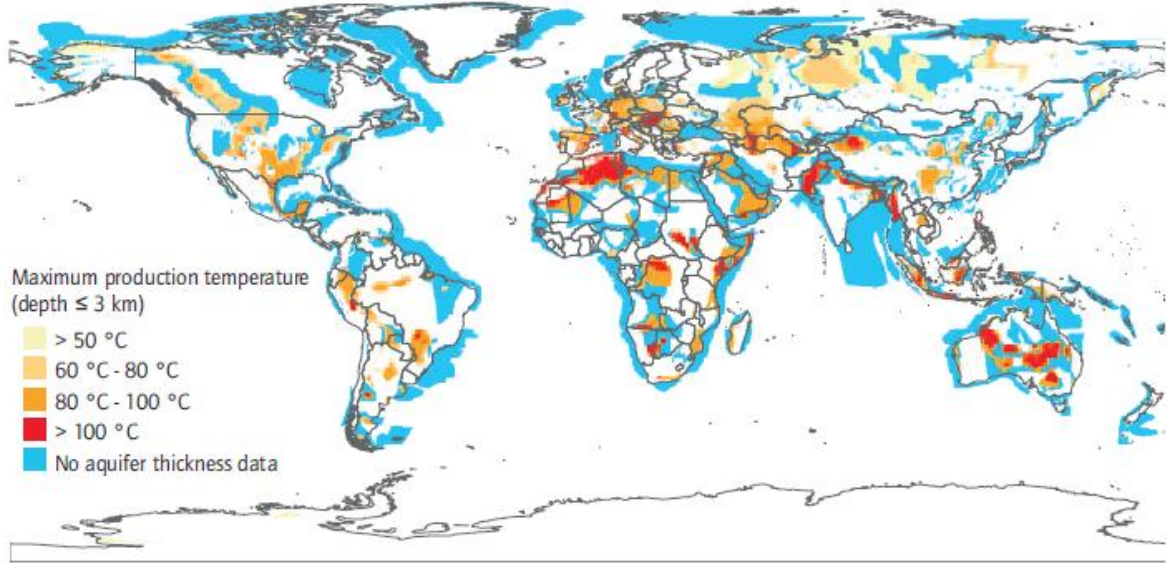 Maximum production temperature
(depth ≤ 3 km)
> 50 °C
60 °C - 80 °C
80 °C - 100 °C
> 100 °C
No aquifer thickness data